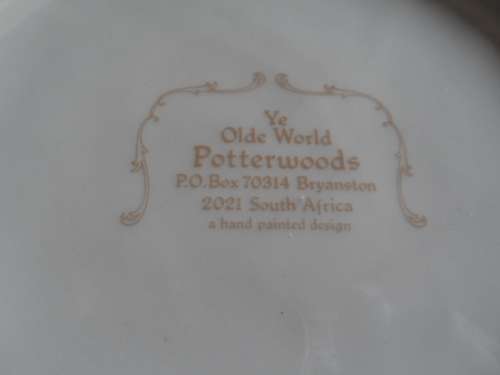 Ye
Olde World
Potterwoods
P.O.Box 70314 Bryanston
2021 South Africa
a hand painted design